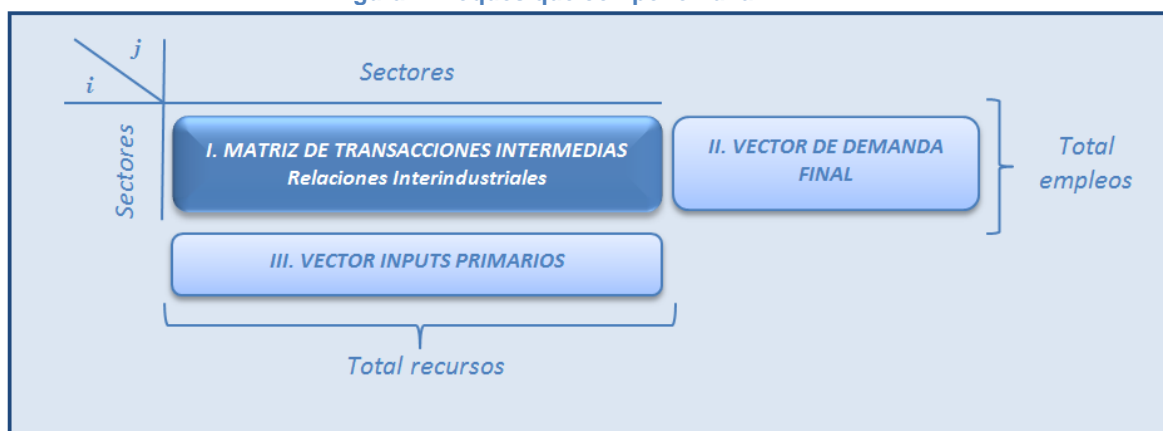 j
i
Sectores
Sectores
I. MATRIZ DE TRANSACCIONES INTERMEDIAS
Relaciones Interindustriales
II. VECTOR DE DEMANDA
FINAL
Total
empleos
III. VECTOR INPUTS PRIMARIOS
Total recursos